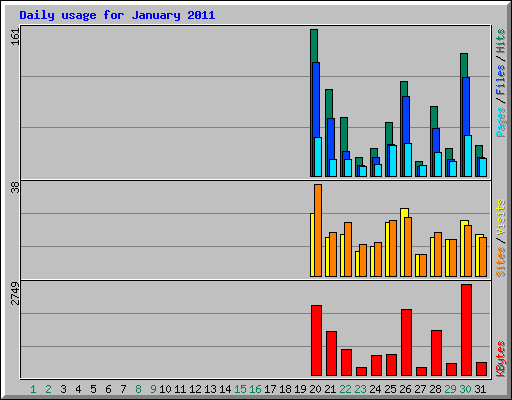 Daily usage for January 2011
161
Pages/Files/Hits
38
Sites/Visits
2749
KBytes
1 2 3 4 5 6 7 8 9 10 11 12 13 14 15 16 17 18 19 20 21 22 23 24 25 26 27 28 29 30 31